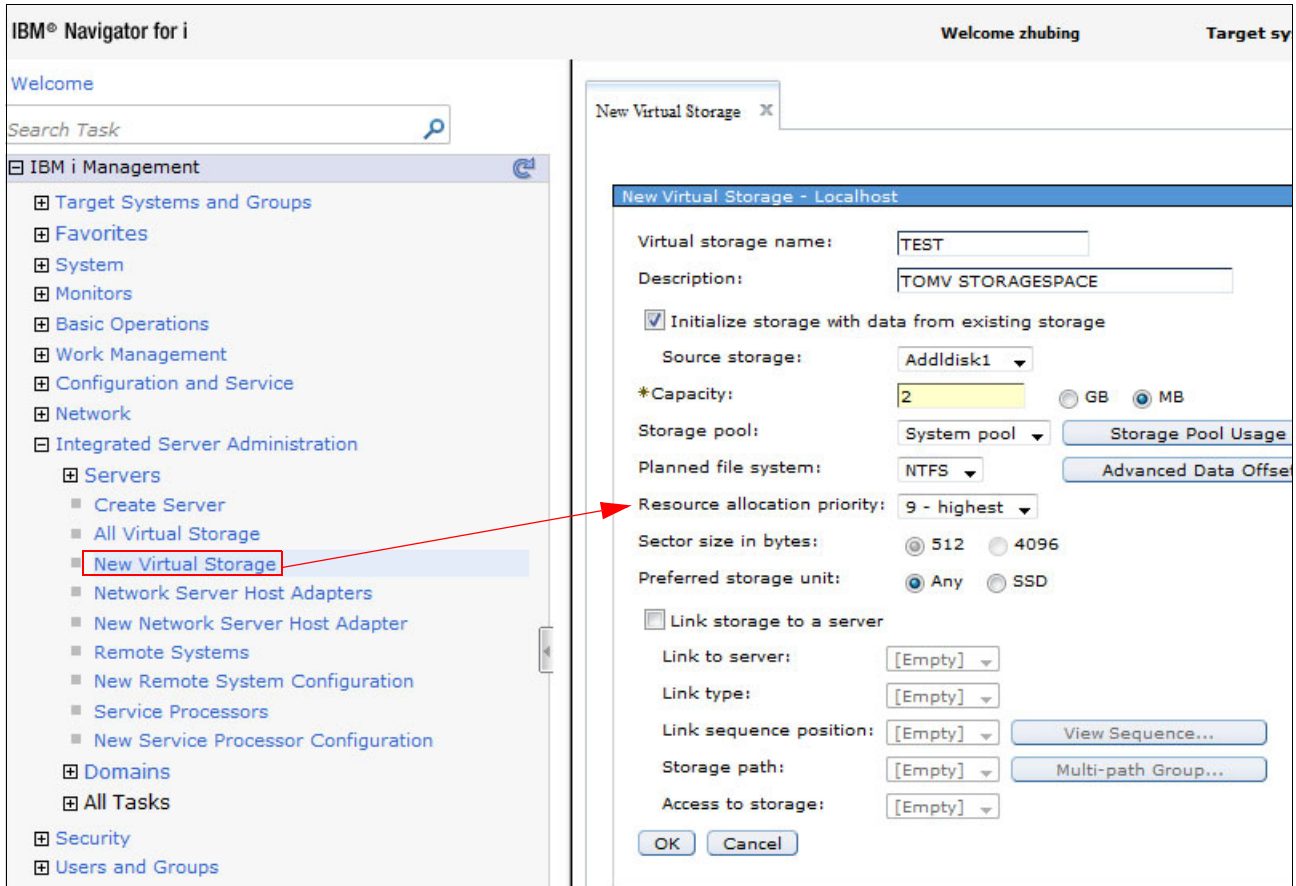 IBM® Navigator for i
Welcome zhubing
Target sy
Welcome
Search Task
IBM i Management
Target Systems and Groups
Favorites
System
Monitors
Basic Operations
Work Management
Configuration and Service
Network
Integrated Server Administration
Servers
Create Server
All Virtual Storage
New Virtual Storage
Network Server Host Adapters
New Network Server Host Adapter
Remote Systems
New Remote System Configuration
Service Processors
New Service Processor Configuration
Domains
All Tasks
Security
Users and Groups
New Virtual Storage X
New Virtual Storage - Localhost
Virtual storage name: TEST
Description: TOMV STORAGESPACE
Initialize storage with data from existing storage
Source storage: Addldisk1
*Capacity: 2 GB MB
Storage pool: System pool Storage Pool Usage
Planned file system: NTFS Advanced Data Offset
Resource allocation priority: 9 - highest
Sector size in bytes: 512 4096
Preferred storage unit: Any SSD
Link storage to a server
Link to server: [Empty]
Link type: [Empty]
Link sequence position: [Empty] View Sequence...
Storage path: [Empty] Multi-path Group...
Access to storage: [Empty]
OK Cancel